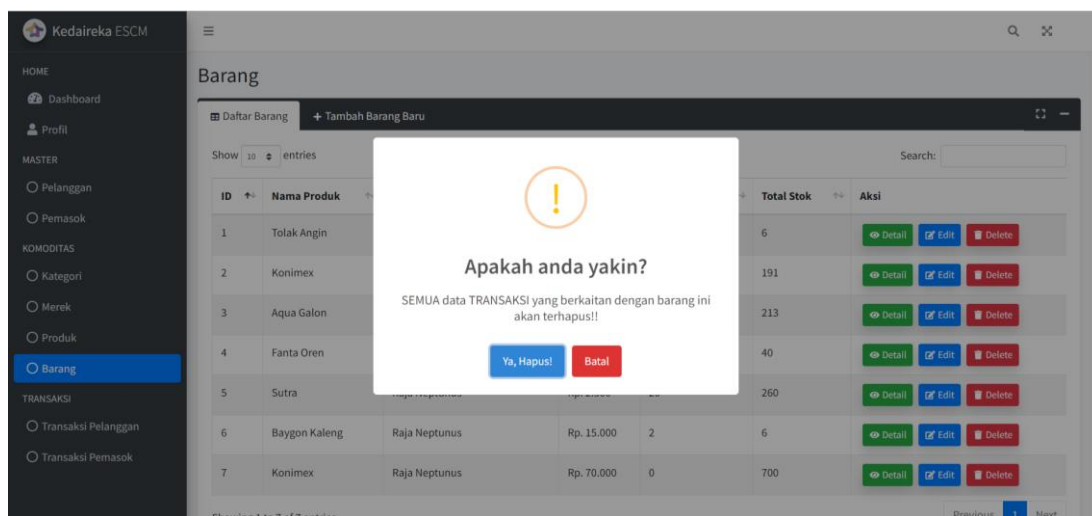 Kedaireka ESCM
HOME
Dashboard
Profil
MASTER
Pelanggan
Pemasok
KOMODITAS
Kategori
Merek
Produk
Barang
TRANSAKSI
Transaksi Pelanggan
Transaksi Pemasok
Barang
Daftar Barang + Tambah Barang Baru
Show 10 entries Search:
ID Nama Produk Total Stok Aksi
1 Tolak Angin 6 Detail Edit Delete
2 Konimex 191 Detail Edit Delete
3 Aqua Galon 213 Detail Edit Delete
4 Fanta Oren 40 Detail Edit Delete
5 Sutra 260 Detail Edit Delete
6 Baygon Kaleng Raja Neptunus Rp. 15.000 2 6 Detail Edit Delete
7 Konimex Raja Neptunus Rp. 70.000 0 700 Detail Edit Delete
Previous 1 Next
!
Apakah anda yakin?
SEMUA data TRANSAKSI yang berkaitan dengan barang ini
akan terhapus!!
Ya, Hapus! Batal